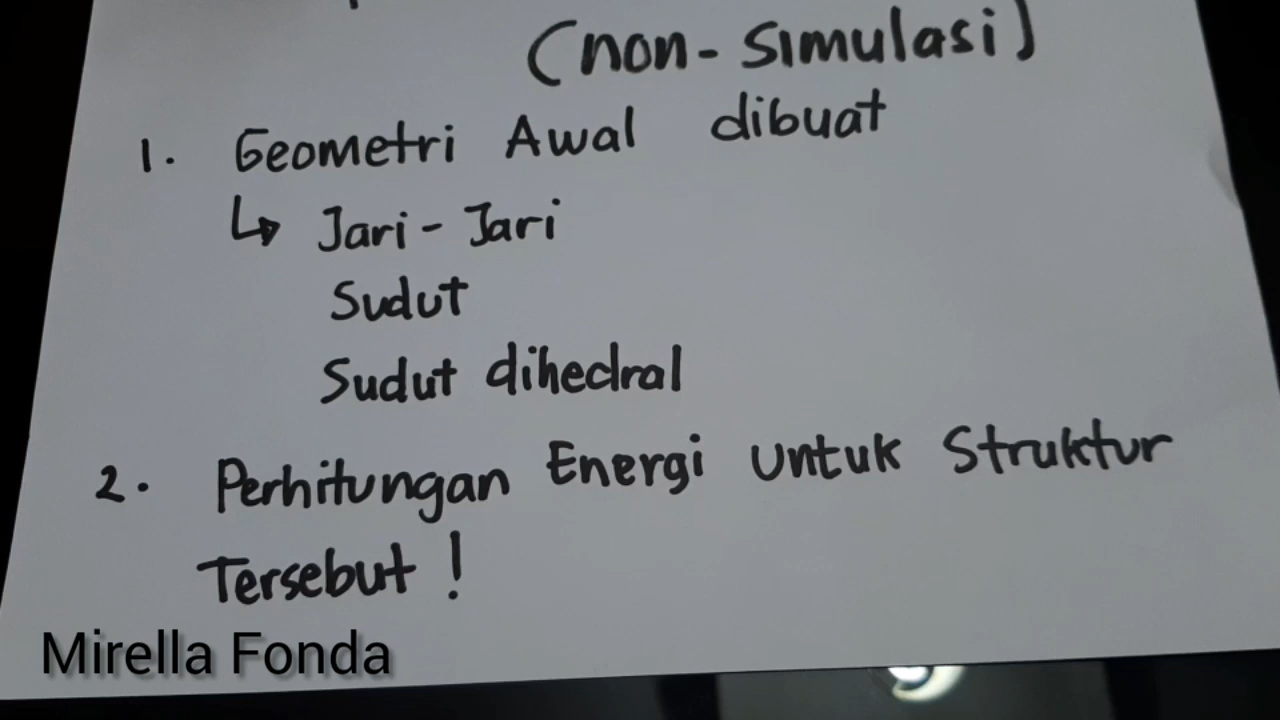 (non-simulasi)
1. Geometri Awal dibuat
↳ Jari-Jari
Sudut
Sudut dihedral
2. Perhitungan Energi untuk Struktur
Tersebut!
Mirella Fonda